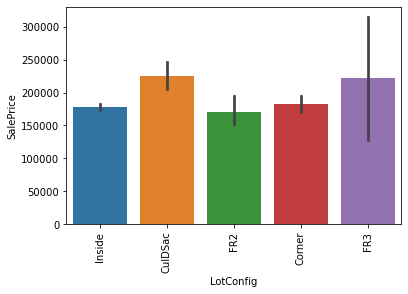 300000
250000
200000
150000
100000
50000
0
SalePrice
Inside
CulDSac
FR2
Corner
FR3
LotConfig